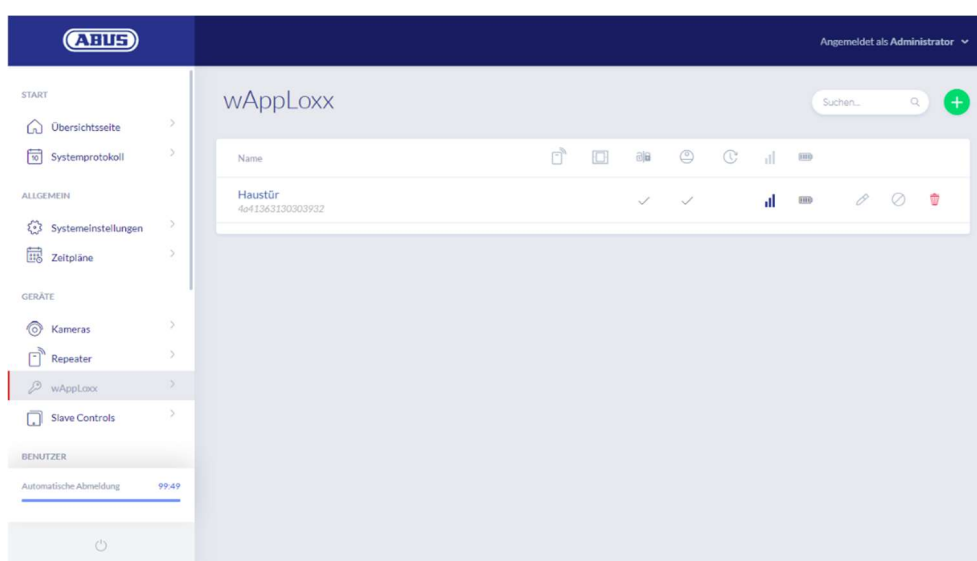 ABUS
Angemeldet als Administrator
START
Übersichtsseite
Systemprotokoll
ALLGEMEIN
Systemeinstellungen
Zeitpläne
GERÄTE
Kameras
Repeater
wAppLoxx
Slave Controls
BENUTZER
Automatische Abmeldung 99:49
wAppLoxx
Suchen...
Name
Haustür
4a41363130303932